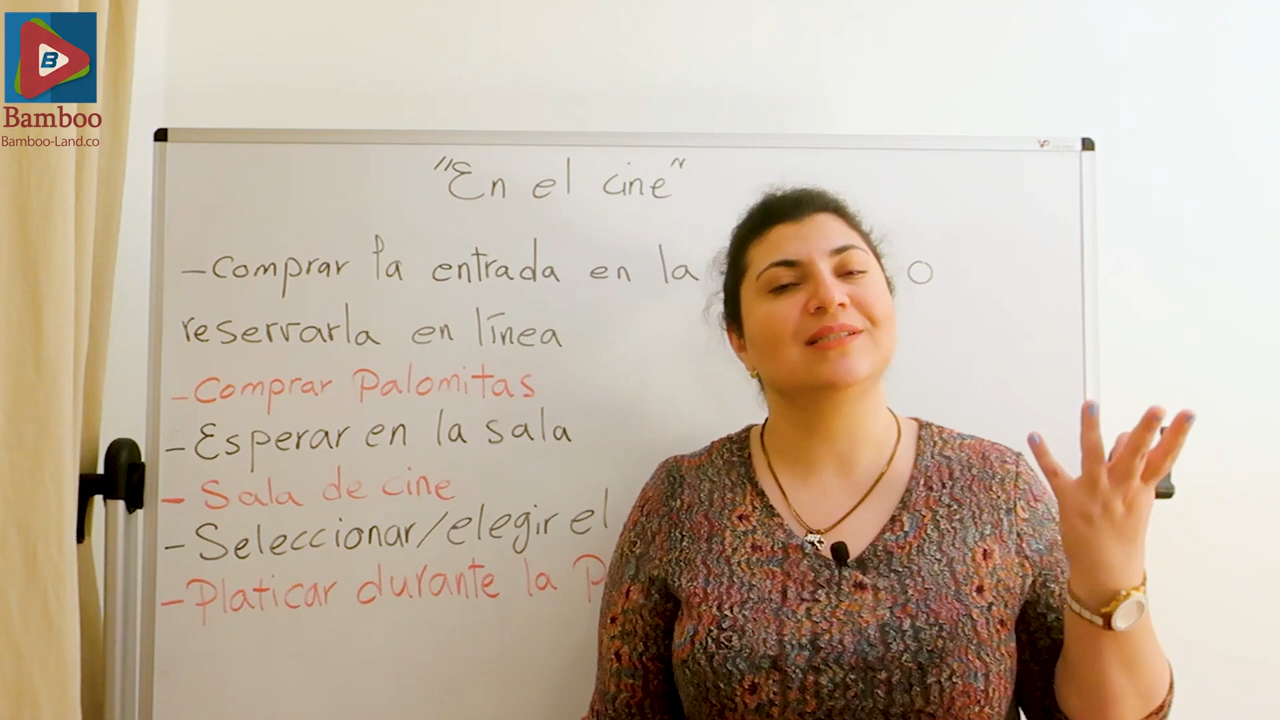 Bamboo
Bamboo-Land.co
"En el cine"
-Comprar la entrada en la o
reservarla en línea
-Comprar Palomitas
-Esperar en la sala
-Sala de cine
-Seleccionar/elegir el
-Platicar durante la